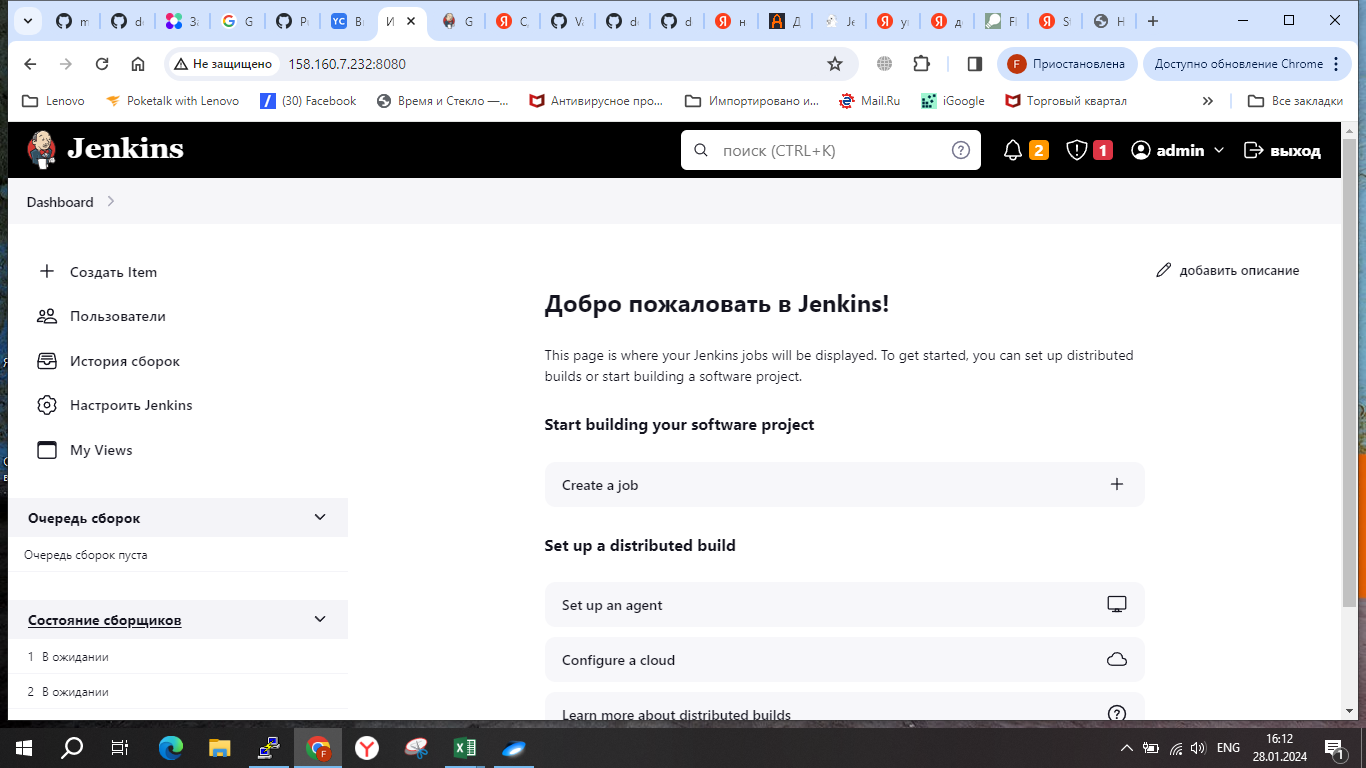 m
d
За
G
Pi
YC
В
И
G
С
Va
d
d
н
Д
Je
у
д
Fl
St
Н
Не защищено
158.160.7.232:8080
F
Приостановлена
Доступно обновление Chrome
Lenovo
Poketalk with Lenovo
(30) Facebook
Время и Стекло —...
Антивирусное про...
Импортировано и...
Mail.Ru
iGoogle
Торговый квартал
Все закладки
Jenkins
поиск (CTRL+K)
2
1
admin
выход
Dashboard
Создать Item
Пользователи
История сборок
Настроить Jenkins
My Views
Очередь сборок
Очередь сборок пуста
Состояние сборщиков
1 В ожидании
2 В ожидании
добавить описание
Добро пожаловать в Jenkins!
This page is where your Jenkins jobs will be displayed. To get started, you can set up distributed
builds or start building a software project.
Start building your software project
Create a job
Set up a distributed build
Set up an agent
Configure a cloud
Learn more about distributed builds
ENG
16:12
28.01.2024
1